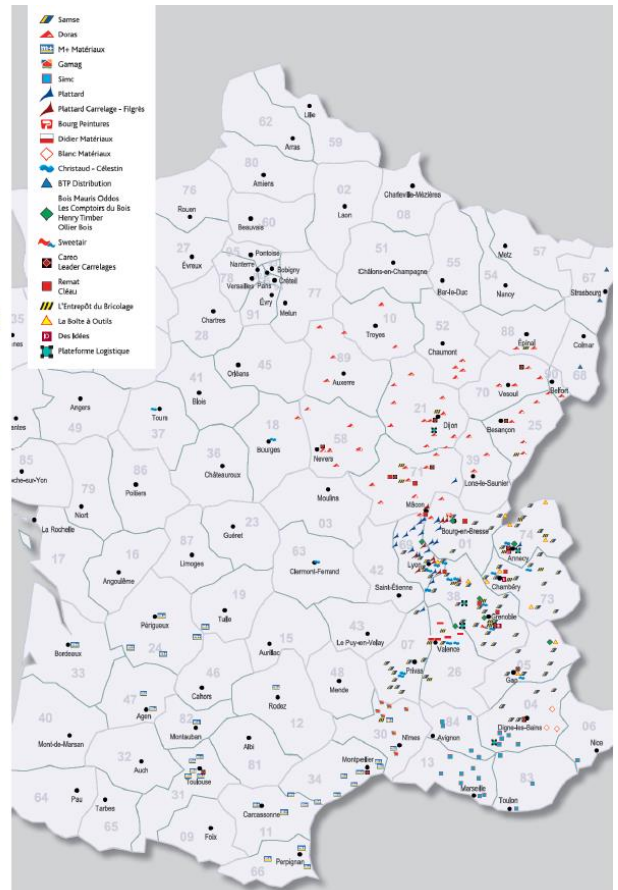 Samse
Doras
M+ Matériaux
Gamag
Simc
Plattard
Plattard Carrelage - Filgrès
Bourg Peintures
Didier Matériaux
Blanc Matériaux
Christaud - Célestin
BTP Distribution
Bois Mauris Oddos
Les Comptoirs du Bois
Henry Timber
Ollier Bois
Sweetair
Careo
Leader Carrelages
Remat
Cléau
L'Entrepôt du Bricolage
La Boîte à Outils
Des Idées
Plateforme Logistique
Lille
62
59
Arras
80
Amiens
02
Charleville-Mézières
76
Rouen
Laon
08
Beauvais
60
27
Évreux
95
Pontoise
Nanterre
Bobigny
Paris
Créteil
78
Versailles
Évry
91
Melun
77
51
Châlons-en-Champagne
Metz
57
55
Bar-le-Duc
54
Nancy
67
Strasbourg
Chartres
28
10
Troyes
52
Chaumont
88
Épinal
Colmar
68
35
Orléans
45
89
Auxerre
70
Vesoul
90
Belfort
41
Blois
Angers
49
Tours
37
18
Bourges
58
Nevers
21
Dijon
Besançon
25
36
Châteauroux
85
79
Niort
86
Poitiers
Moulins
03
71
Mâcon
39
Lons-le-Saunier
La Rochelle
17
16
Angoulême
87
Limoges
23
Guéret
63
Clermont-Ferrand
42
Saint-Étienne
69
Lyon
Bourg-en-Bresse
01
74
Annecy
Chambéry
73
38
Grenoble
19
Tulle
Périgueux
24
15
Aurillac
43
Le Puy-en-Velay
07
Privas
Valence
26
05
Gap
Bordeaux
33
47
Agen
46
Cahors
Rodez
12
48
Mende
30
Nîmes
84
Avignon
04
Digne-les-Bains
06
Nice
40
Mont-de-Marsan
82
Montauban
Albi
81
32
Auch
Toulouse
31
34
Montpellier
13
Marseille
83
Toulon
64
Pau
Tarbes
65
09
Foix
Carcassonne
11
66
Perpignan